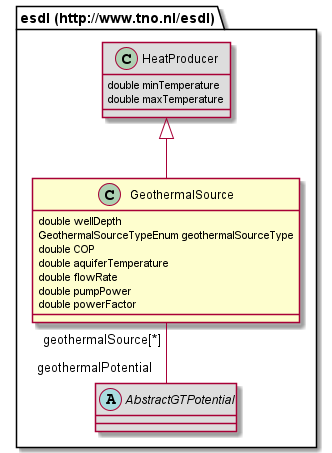 esdl (http://www.tno.nl/esdl)
C HeatProducer
double minTemperature
double maxTemperature
C GeothermalSource
double wellDepth
GeothermalSourceTypeEnum geothermalSourceType
double COP
double aquiferTemperature
double flowRate
double pumpPower
double powerFactor
geothermalSource[*]
geothermalPotential
A AbstractGTPotential